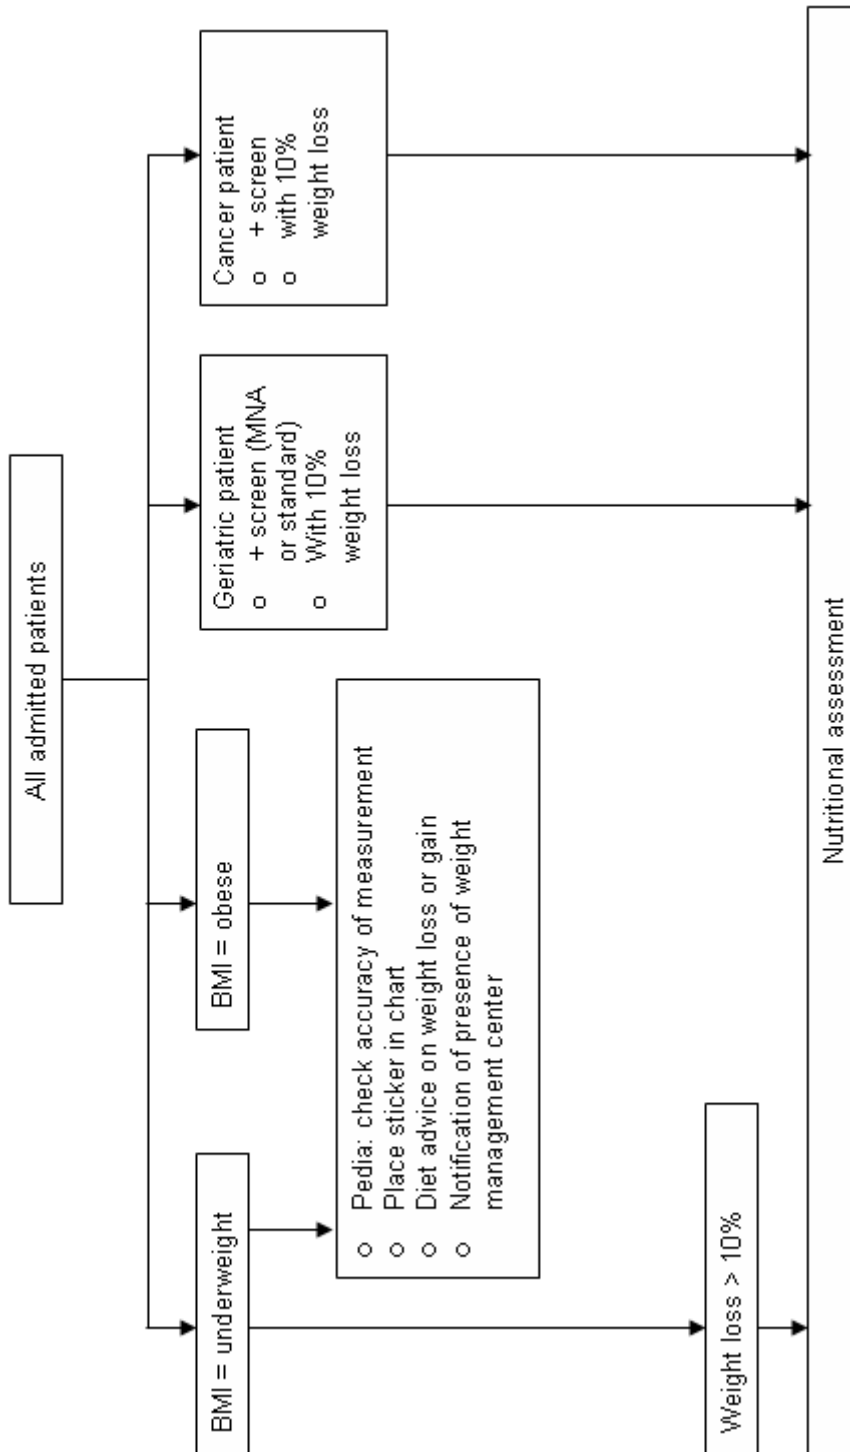 All admitted patients
BMI = underweight
BMI = obese
Geriatric patient
o + screen (MNA
or standard)
o With 10%
weight loss
Cancer patient
o + screen
o with 10%
weight loss
o Pedia: check accuracy of measurement
o Place sticker in chart
o Diet advice on weight loss or gain
o Notification of presence of weight
management center
Weight loss > 10%
Nutritional assessment